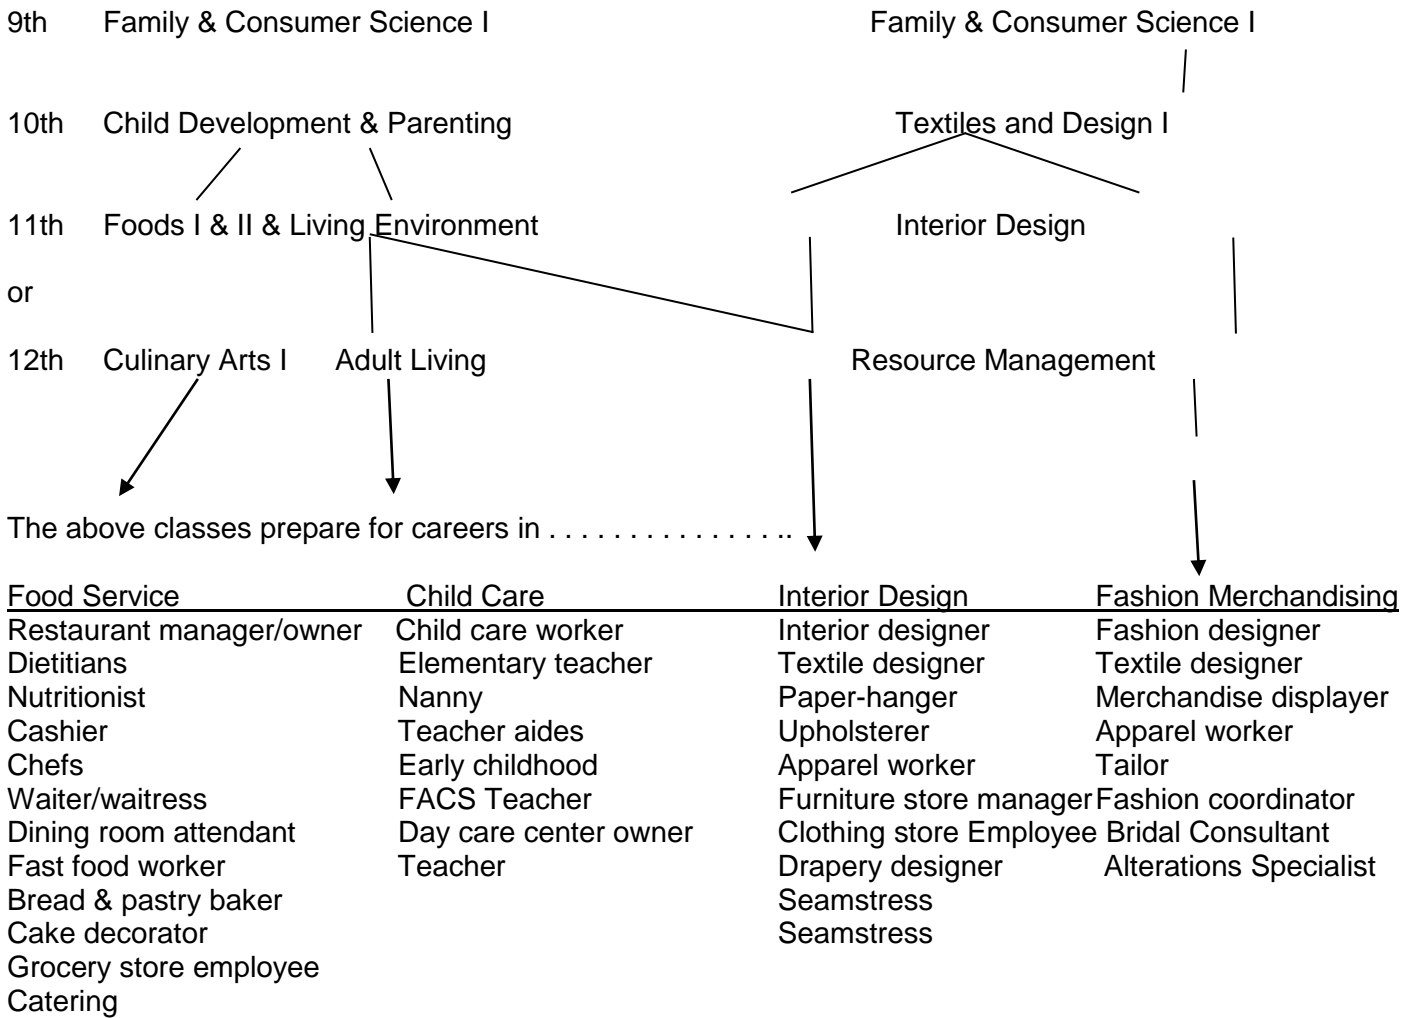 9th Family & Consumer Science I Family & Consumer Science I
10th Child Development & Parenting Textiles and Design I
11th Foods I & II & Living Environment Interior Design
or
12th Culinary Arts I Adult Living Resource Management
The above classes prepare for careers in . . . . . . . . . . . . . . ..
Food Service Child Care Interior Design Fashion Merchandising
Restaurant manager/owner Child care worker Interior designer Fashion designer
Dietitians Elementary teacher Textile designer Textile designer
Nutritionist Nanny Paper-hanger Merchandise displayer
Cashier Teacher aides Upholsterer Apparel worker
Chefs Early childhood Apparel worker Tailor
Waiter/waitress FACS Teacher Furniture store manager Fashion coordinator
Dining room attendant Day care center owner Clothing store Employee Bridal Consultant
Fast food worker Teacher Drapery designer Alterations Specialist
Bread & pastry baker Seamstress
Cake decorator Seamstress
Grocery store employee
Catering